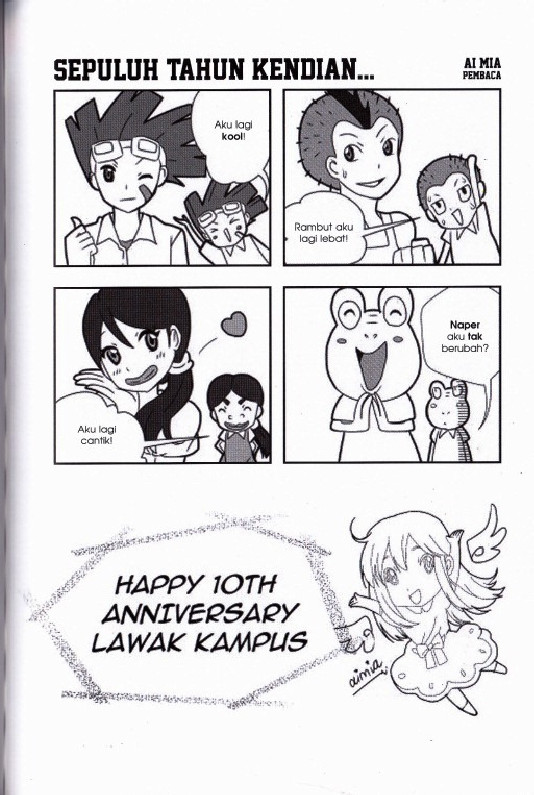 SEPULUH TAHUN KENDIAN...
AI MIA
PEMBACA
Aku lagi
kool!
Rambut aku
lagi lebat!
Aku lagi
cantik!
Naper
aku tak
berubah?
HAPPY 10TH
ANNIVERSARY
LAWAK KAMPUS
aimia